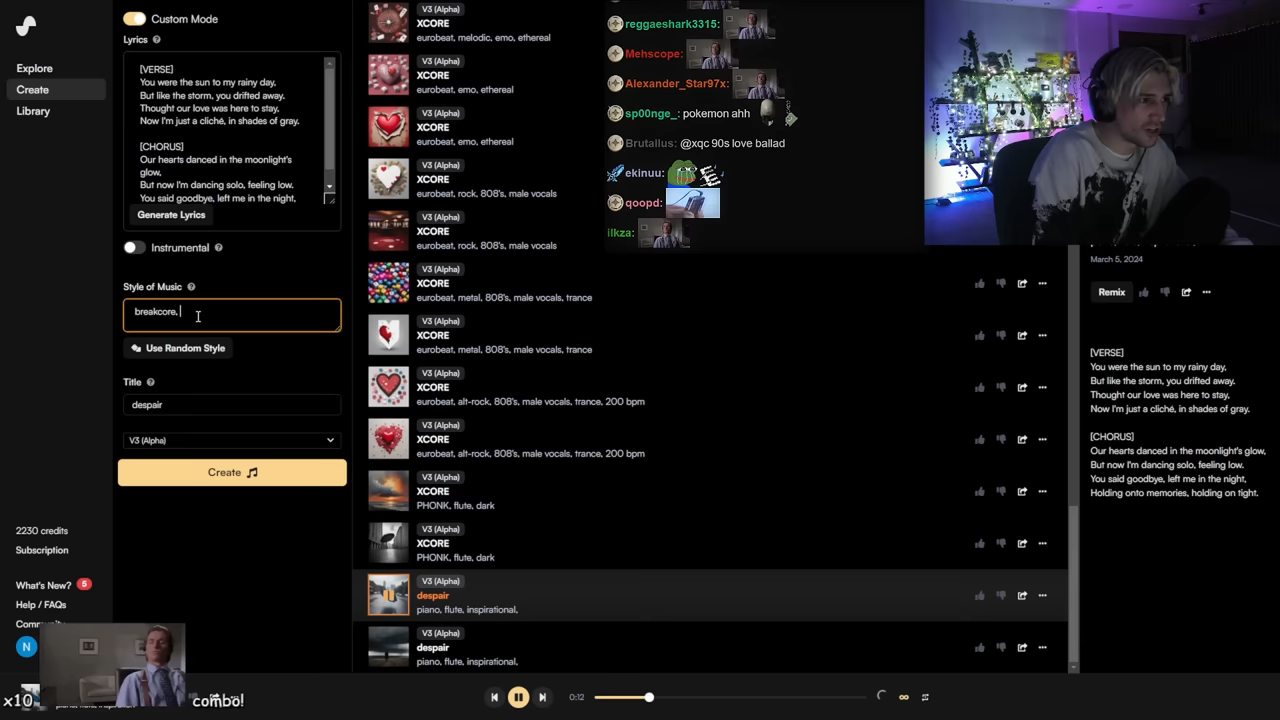 Custom Mode
Lyrics
Explore
Create
Library
[VERSE]
You were the sun to my rainy day,
But like the storm, you drifted away.
Thought our love was here to stay,
Now I'm just a cliché, in shades of gray.
[CHORUS]
Our hearts danced in the moonlight's
glow,
But now I'm dancing solo, feeling low.
You said goodbye, left me in the night,
Generate Lyrics
Instrumental
Style of Music
breakcore,
Use Random Style
Title
despair
V3 (Alpha)
Create
2230 credits
Subscription
What's New? 5
Help / FAQs
N
x10
combo!
V3 (Alpha)
XCORE
eurobeat, melodic, emo, ethereal
V3 (Alpha)
XCORE
eurobeat, emo, ethereal
V3 (Alpha)
XCORE
eurobeat, emo, ethereal
V3 (Alpha)
XCORE
eurobeat, rock, 808's, male vocals
V3 (Alpha)
XCORE
eurobeat, rock, 808's, male vocals
V3 (Alpha)
XCORE
eurobeat, metal, 808's, male vocals, trance
V3 (Alpha)
XCORE
eurobeat, metal, 808's, male vocals, trance
V3 (Alpha)
XCORE
eurobeat, alt-rock, 808's, male vocals, trance, 200 bpm
V3 (Alpha)
XCORE
eurobeat, alt-rock, 808's, male vocals, trance, 200 bpm
V3 (Alpha)
XCORE
PHONK, flute, dark
V3 (Alpha)
XCORE
PHONK, flute, dark
V3 (Alpha)
despair
piano, flute, inspirational,
V3 (Alpha)
despair
piano, flute, inspirational,
0:12
reggaeshark3315:
Mehscope:
Alexander_Star97x:
sp00nge_: pokemon ahh
Brutallus: @xqc 90s love ballad
ekinuu:
qoopd:
ilkza:
March 5, 2024
Remix
[VERSE]
You were the sun to my rainy day,
But like the storm, you drifted away.
Thought our love was here to stay,
Now I'm just a cliché, in shades of gray.
[CHORUS]
Our hearts danced in the moonlight's glow,
But now I'm dancing solo, feeling low.
You said goodbye, left me in the night,
Holding onto memories, holding on tight.